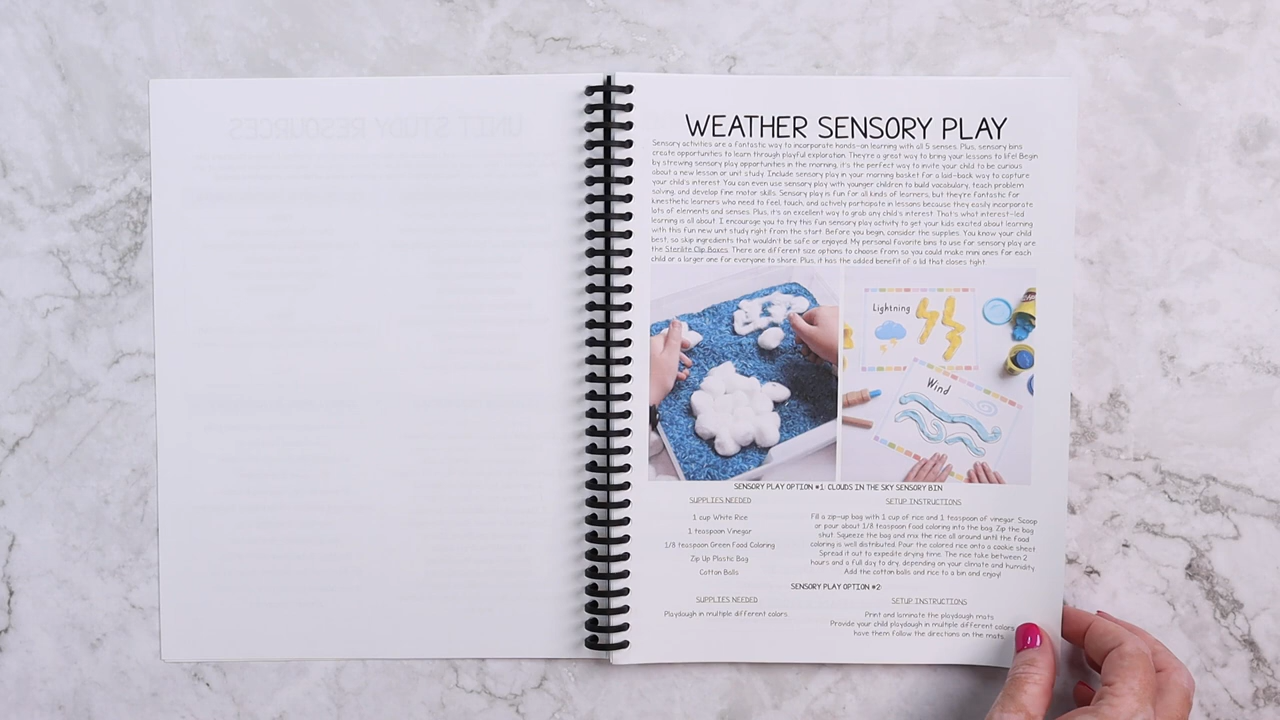 UNIT STUDY RESOURCES
WEATHER SENSORY PLAY
Sensory activities are a fantastic way to incorporate hands-on learning with all 5 senses. Plus, sensory bins
create opportunities to learn through playful exploration. They're a great way to bring your lessons to life! Begin
by strewing sensory play opportunities in the morning, it's the perfect way to invite your child to be curious
about a new lesson or unit study. Include sensory play in your morning basket for a laid-back way to capture
your child's interest. You can even use sensory play with younger children to build vocabulary, teach problem
solving, and develop fine motor skills. Sensory play is fun for all kinds of learners, but they're fantastic for
kinesthetic learners who need to feel, touch, and actively participate in lessons because they easily incorporate
lots of elements and senses. Plus, it's an excellent way to grab any child's interest. That's what interest-led
learning is all about. I encourage you to try this fun sensory play activity to get your kids excited about learning
with this fun new unit study right from the start. Before you begin, consider the supplies. You know your child
best, so skip ingredients that wouldn't be safe or enjoyed. My personal favorite bins to use for sensory play are
the Sterilite Clip Boxes. There are different size options to choose from so you could make mini ones for each
child or a larger one for everyone to share. Plus, it has the added benefit of a lid that closes tight.
Lightning
Wind
SENSORY PLAY OPTION #1: CLOUDS IN THE SKY SENSORY BIN
SUPPLIES NEEDED
1 cup White Rice
1 teaspoon Vinegar
1/8 teaspoon Green Food Coloring
Zip Up Plastic Bag
Cotton Balls
SETUP INSTRUCTIONS
Fill a zip-up bag with 1 cup of rice and 1 teaspoon of vinegar. Scoop
or pour about 1/8 teaspoon food coloring into the bag. Zip the bag
shut. Squeeze the bag and mix the rice all around until the food
coloring is well distributed. Pour the colored rice onto a cookie sheet.
Spread it out to expedite drying time. The rice take between 2
hours and a full day to dry, depending on your climate and humidity.
Add the cotton balls and rice to a bin and enjoy!
SENSORY PLAY OPTION #2:
SUPPLIES NEEDED
Playdough in multiple different colors.
SETUP INSTRUCTIONS
Print and laminate the playdough mats.
Provide your child playdough in multiple different colors
have them follow the directions on the mats.